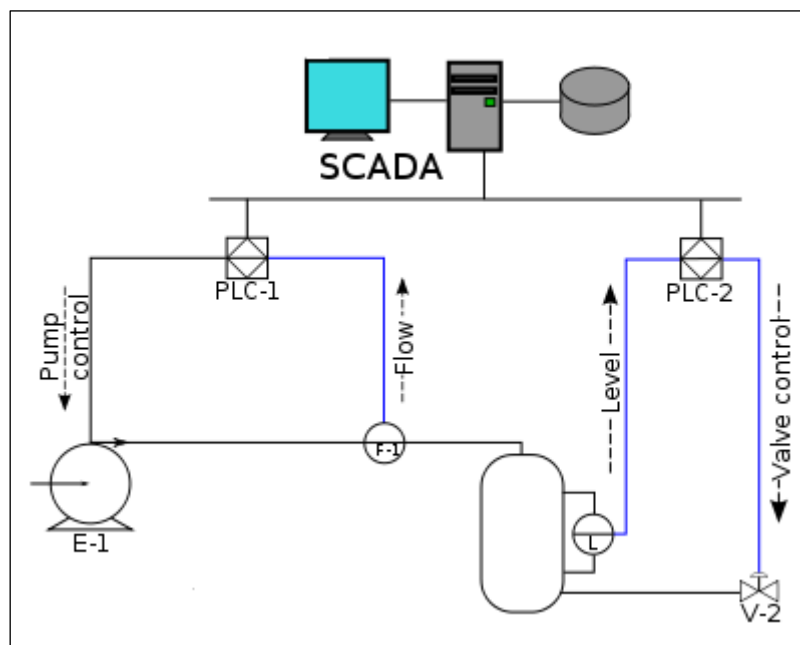 SCADA
PLC-1
PLC-2
Pump
control
Flow
Level
Valve control
F-1
L
E-1
V-2